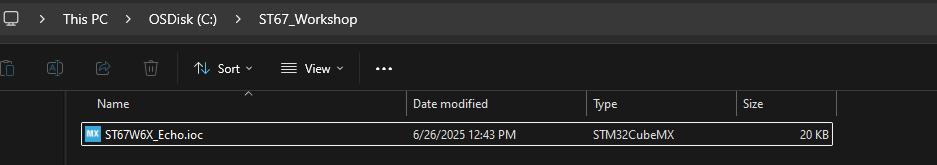 This PC > OSDisk (C:) > ST67_Workshop >
Sort View •••
Name Date modified Type Size
MX ST67W6X_Echo.ioc 6/26/2025 12:43 PM STM32CubeMX 20 KB